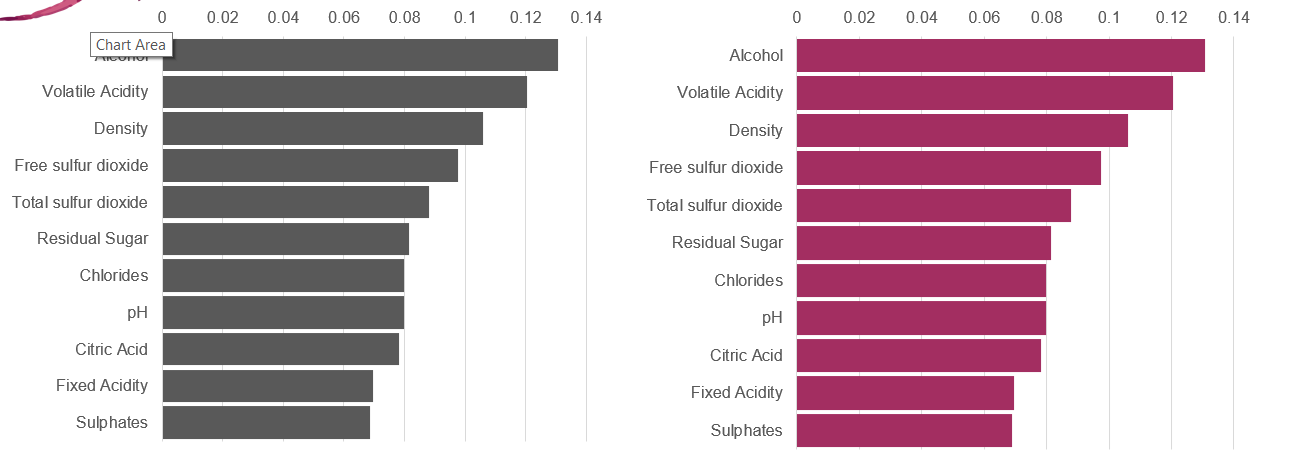 0 0.02 0.04 0.06 0.08 0.1 0.12 0.14
Chart Area
Alcohol
Volatile Acidity
Density
Free sulfur dioxide
Total sulfur dioxide
Residual Sugar
Chlorides
pH
Citric Acid
Fixed Acidity
Sulphates
0 0.02 0.04 0.06 0.08 0.1 0.12 0.14
Alcohol
Volatile Acidity
Density
Free sulfur dioxide
Total sulfur dioxide
Residual Sugar
Chlorides
pH
Citric Acid
Fixed Acidity
Sulphates